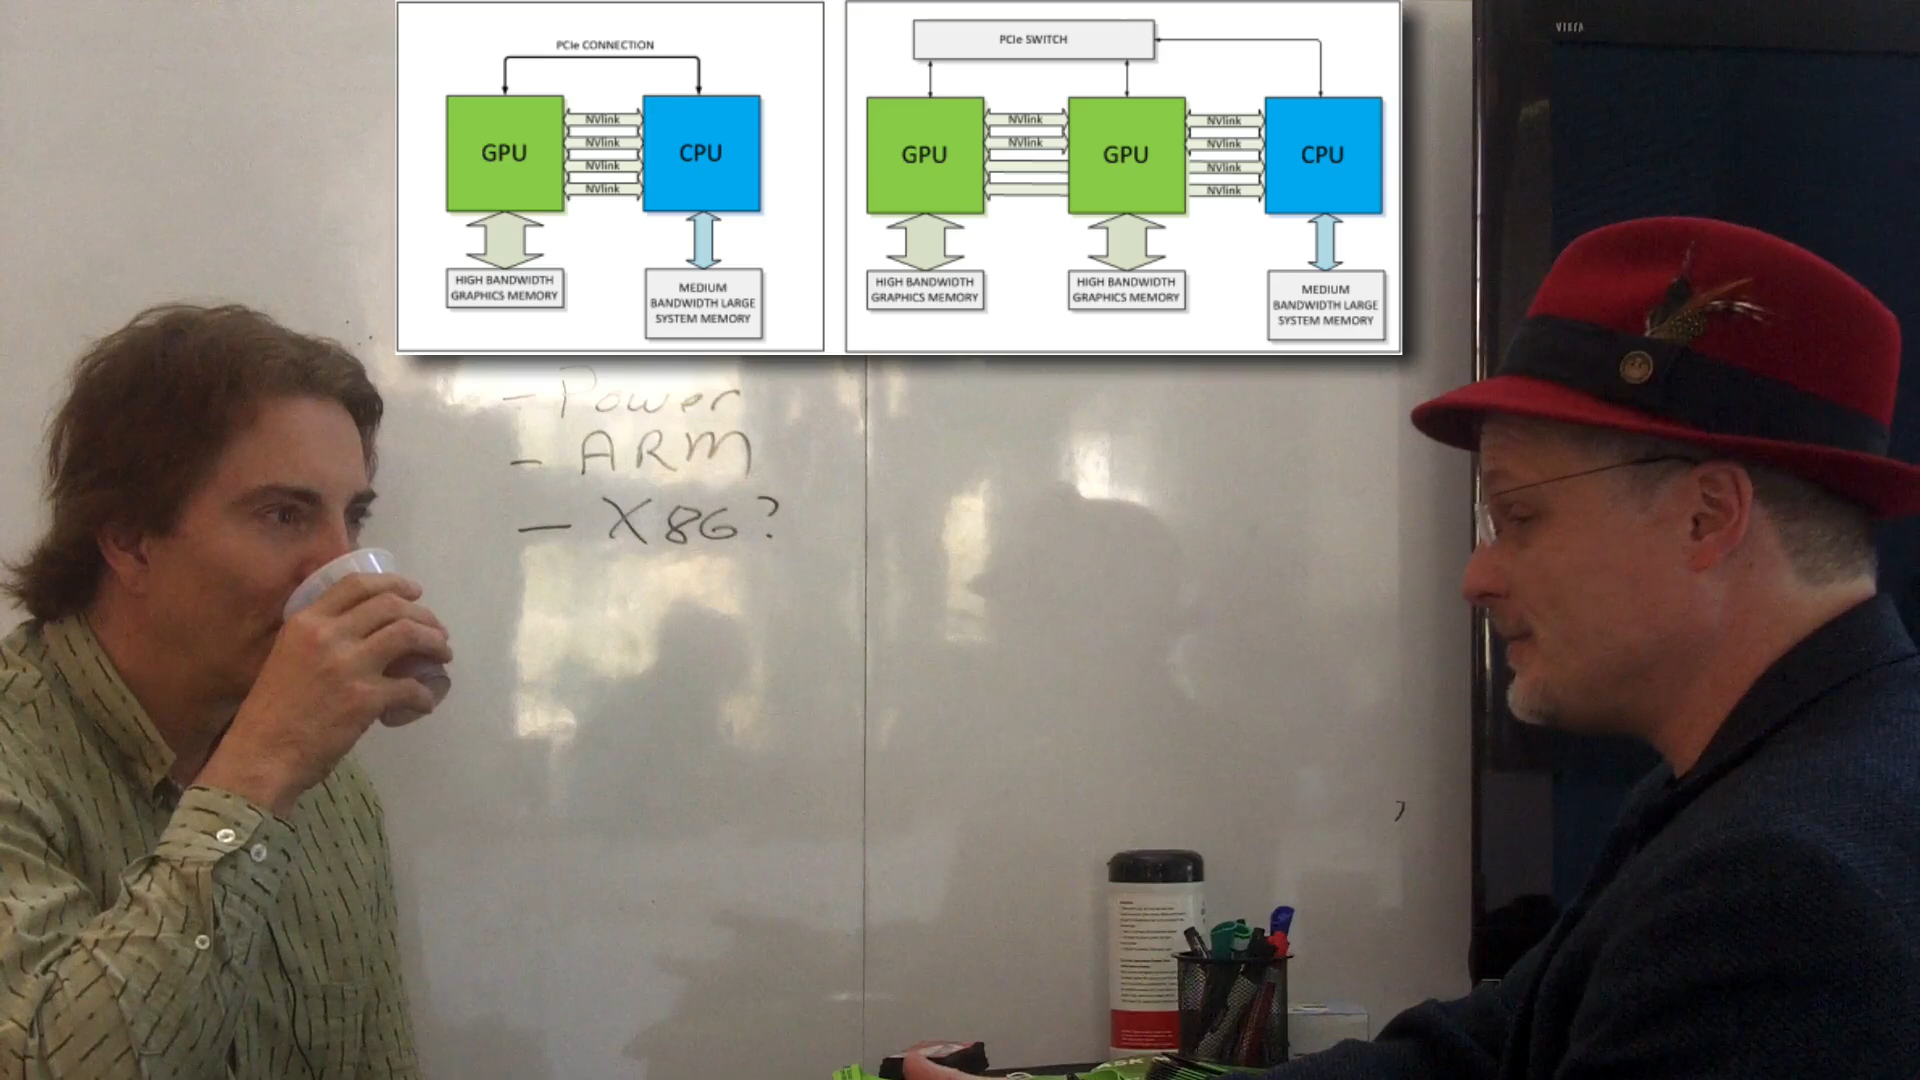 PCIe CONNECTION
GPU
NVlink
NVlink
NVlink
NVlink
CPU
HIGH BANDWIDTH
GRAPHICS MEMORY
MEDIUM
BANDWIDTH LARGE
SYSTEM MEMORY
PCIe SWITCH
GPU
NVlink
NVlink
GPU
NVlink
NVlink
NVlink
NVlink
CPU
HIGH BANDWIDTH
GRAPHICS MEMORY
HIGH BANDWIDTH
GRAPHICS MEMORY
MEDIUM
BANDWIDTH LARGE
SYSTEM MEMORY
VIERA
- Power
- ARM
- X86?